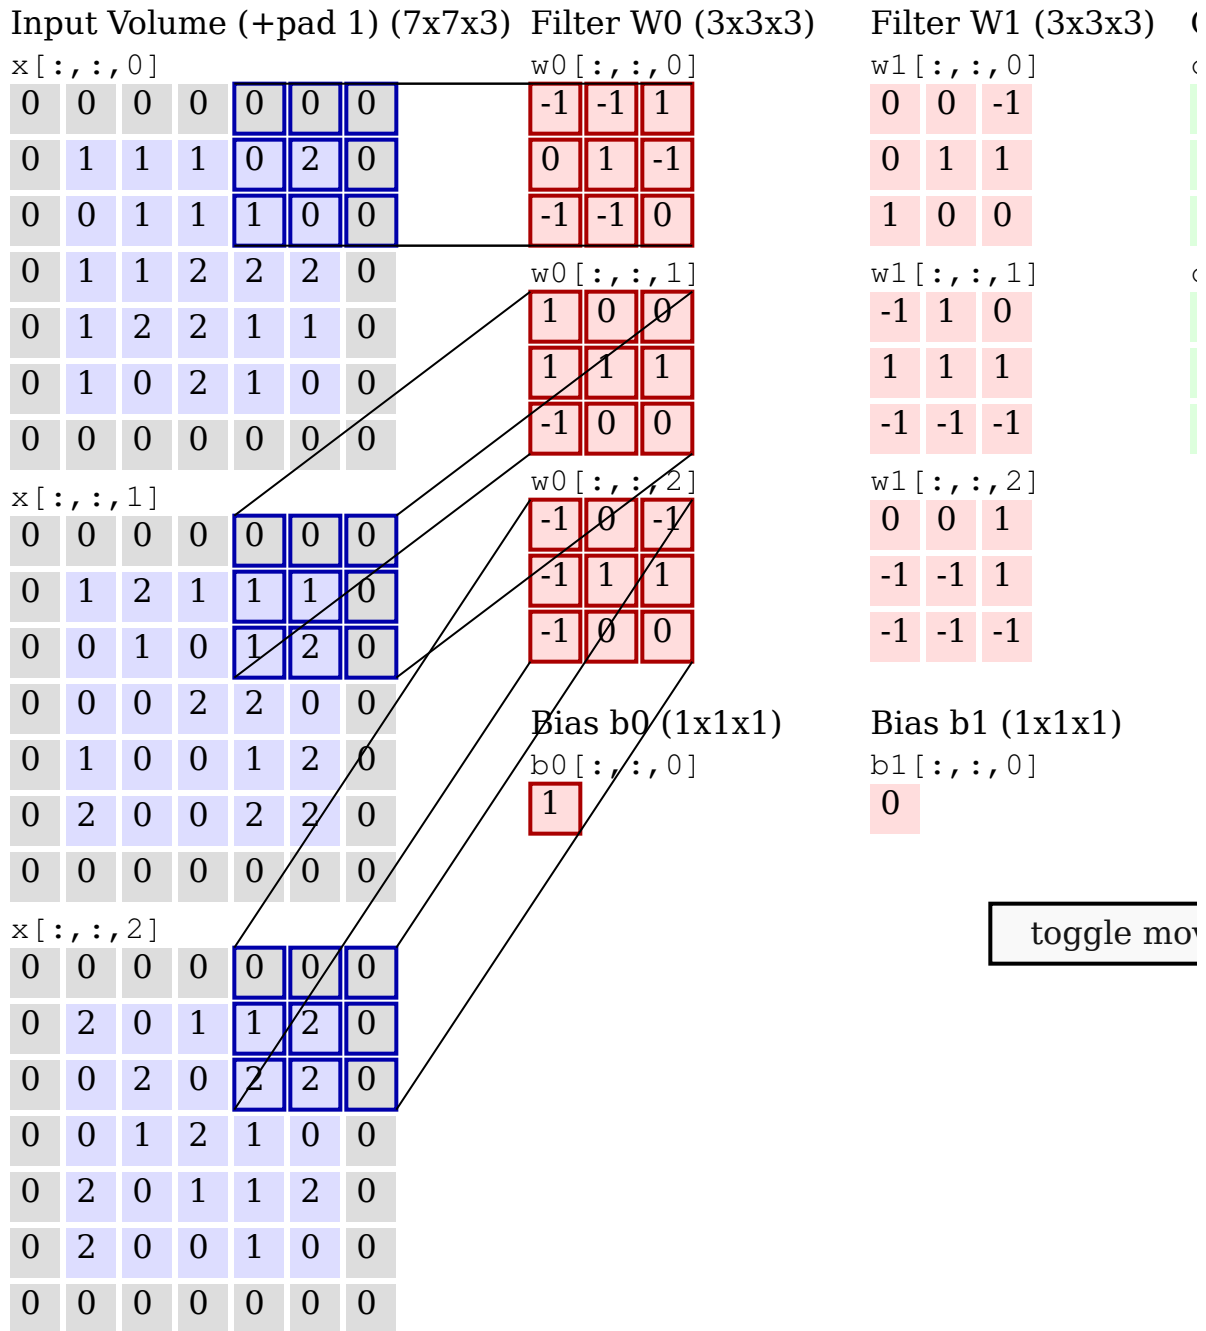 Input Volume (+pad 1) (7x7x3)
x[:,:,0]
0 0 0 0 0 0 0
0 1 1 1 0 2 0
0 0 1 1 1 0 0
0 1 1 2 2 2 0
0 1 2 2 1 1 0
0 1 0 2 1 0 0
0 0 0 0 0 0 0
x[:,:,1]
0 0 0 0 0 0 0
0 1 2 1 1 1 0
0 0 1 0 1 2 0
0 0 0 2 2 0 0
0 1 0 0 1 2 0
0 2 0 0 2 2 0
0 0 0 0 0 0 0
x[:,:,2]
0 0 0 0 0 0 0
0 2 0 1 1 2 0
0 0 2 0 2 2 0
0 0 1 2 1 0 0
0 2 0 1 1 2 0
0 2 0 0 1 0 0
0 0 0 0 0 0 0
Filter W0 (3x3x3)
w0[:,:,0]
-1 -1 1
0 1 -1
-1 -1 0
w0[:,:,1]
1 0 0
1 1 1
-1 0 0
w0[:,:,2]
-1 0 -1
-1 1 1
-1 0 0
Bias b0 (1x1x1)
b0[:,:,0]
1
Filter W1 (3x3x3)
w1[:,:,0]
0 0 -1
0 1 1
1 0 0
w1[:,:,1]
-1 1 0
1 1 1
-1 -1 -1
w1[:,:,2]
0 0 1
-1 -1 1
-1 -1 -1
Bias b1 (1x1x1)
b1[:,:,0]
0
toggle